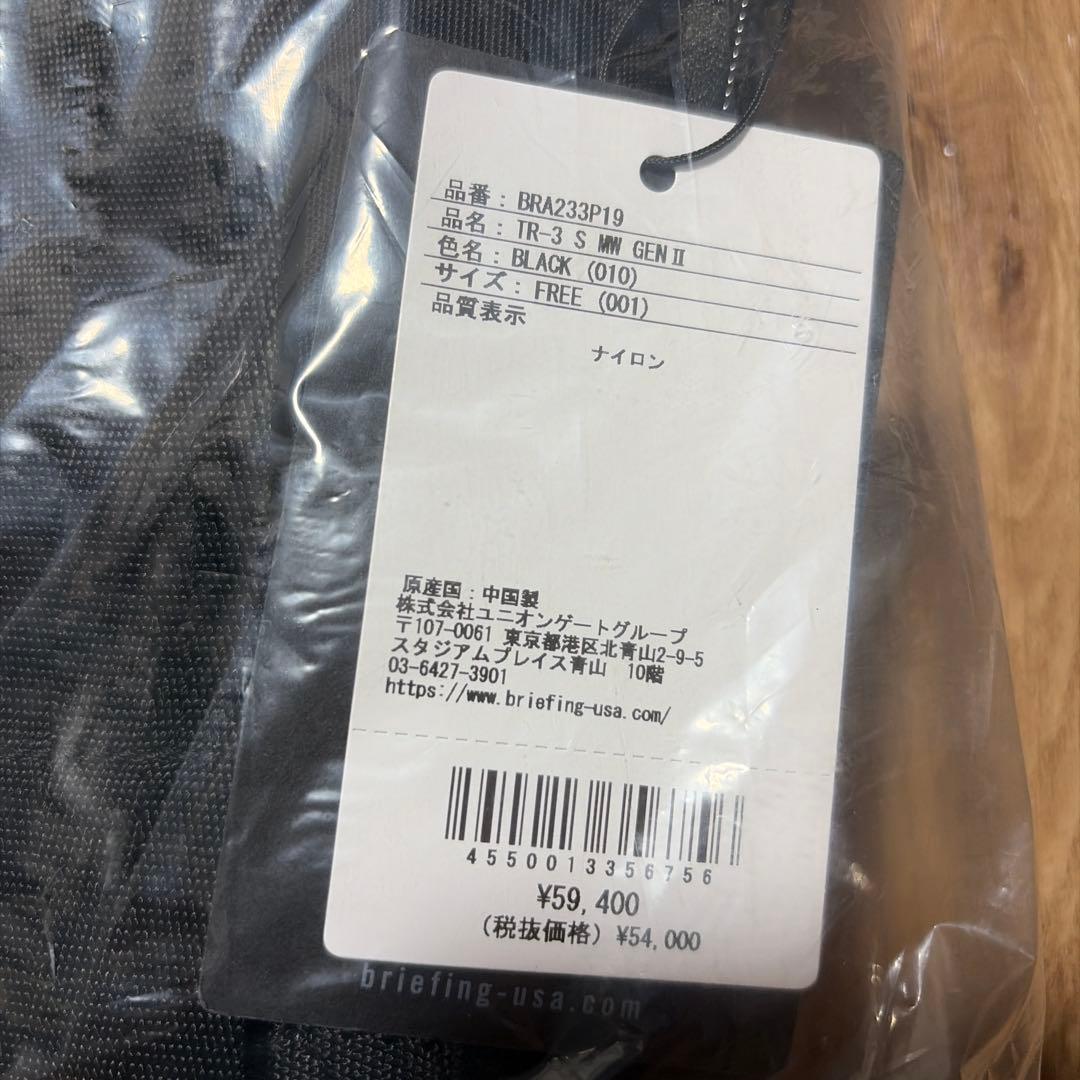 品番: BRA233P19
品名: TR-3 S MW GENⅡ
色名: BLACK (010)
サイズ: FREE (001)
品質表示
ナイロン
原産国:中国製
株式会社ユニオンゲートグループ
〒107-0061 東京都港区北青山2-9-5
スタジアムプレイス青山 10階
03-6427-3901
https://www.briefing-usa.com/
4550013356756
¥59,400
(税抜価格) ¥54,000
briefing-usa.com